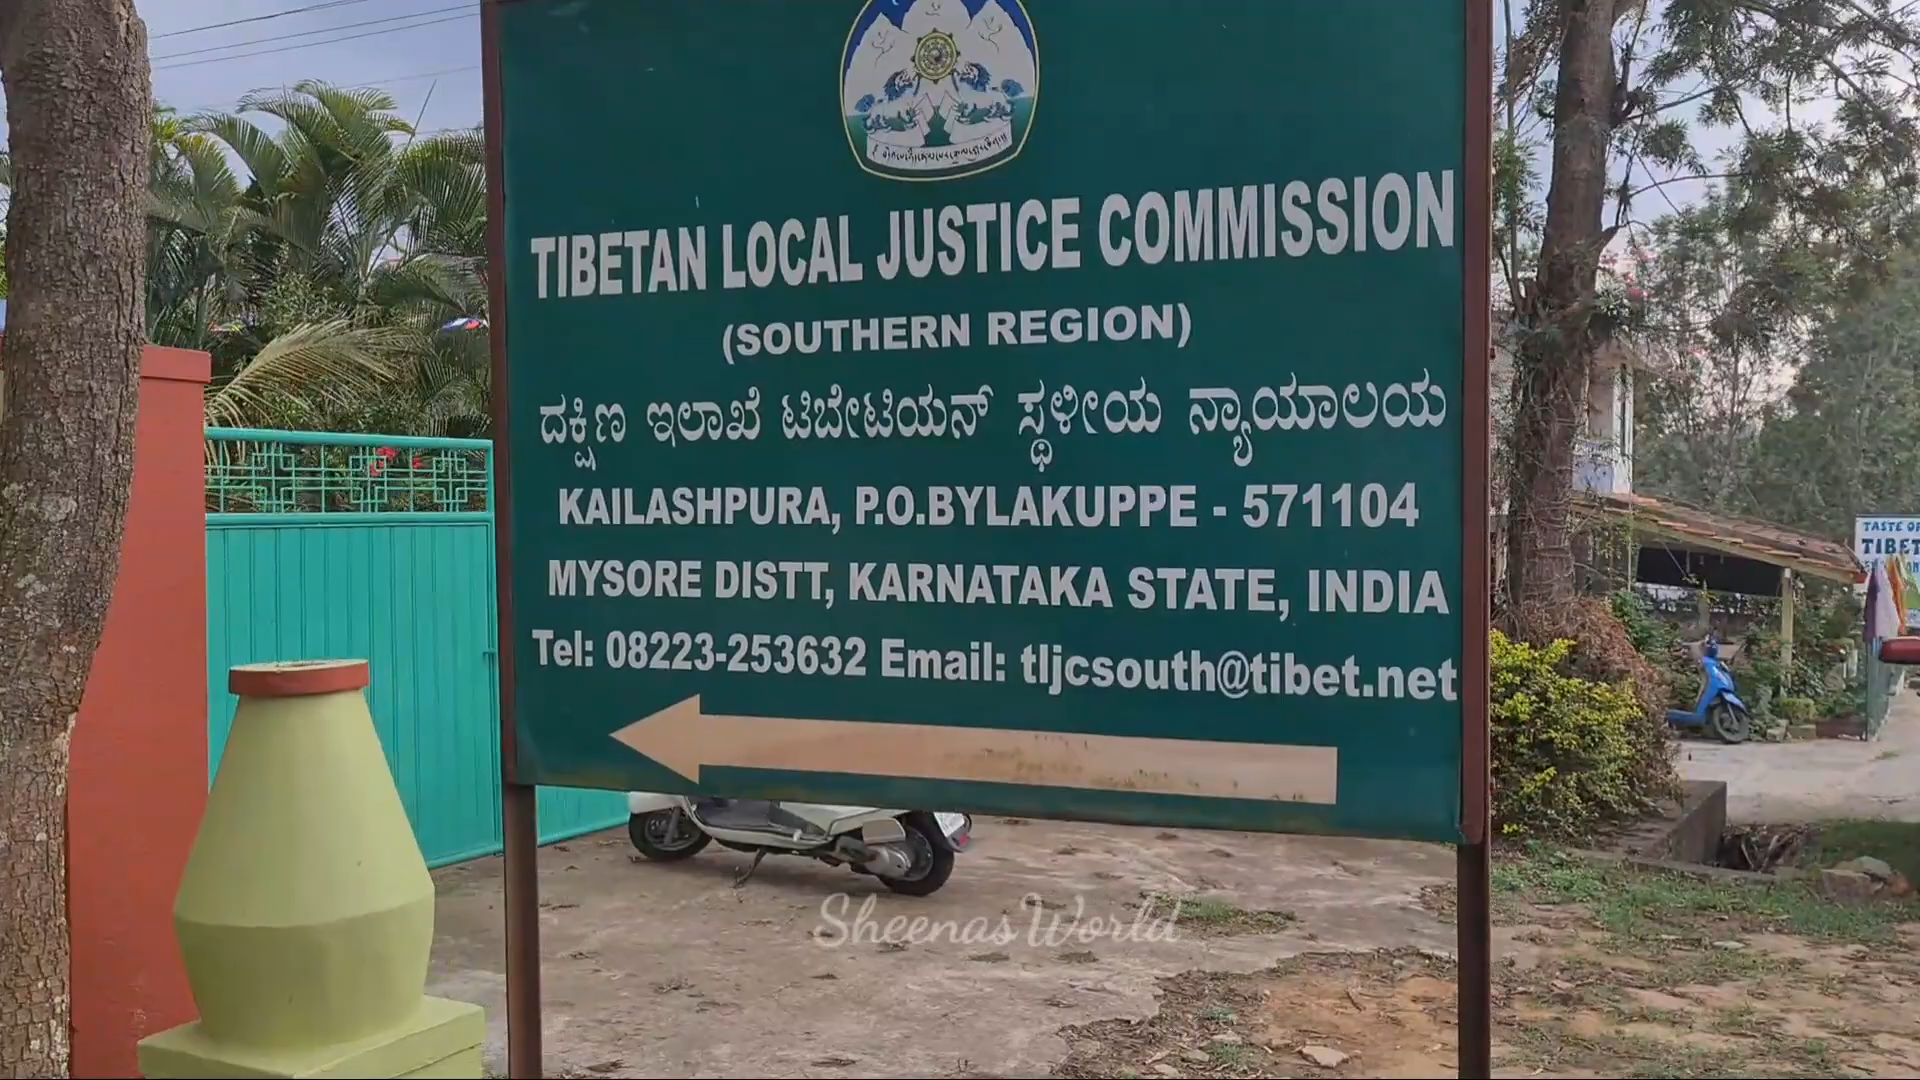 TIBETAN LOCAL JUSTICE COMMISSION
(SOUTHERN REGION)
ದಕ್ಷಿಣ ಇಲಾಖೆ ಟಿಬೇಟಿಯನ್ ಸ್ಥಳೀಯ ನ್ಯಾಯಾಲಯ
KAILASHPURA, P.O.BYLAKUPPE - 571104
MYSORE DISTT, KARNATAKA STATE, INDIA
Tel: 08223-253632 Email: tljcsouth@tibet.net
TASTE OF
TIBET
SheenasWorld